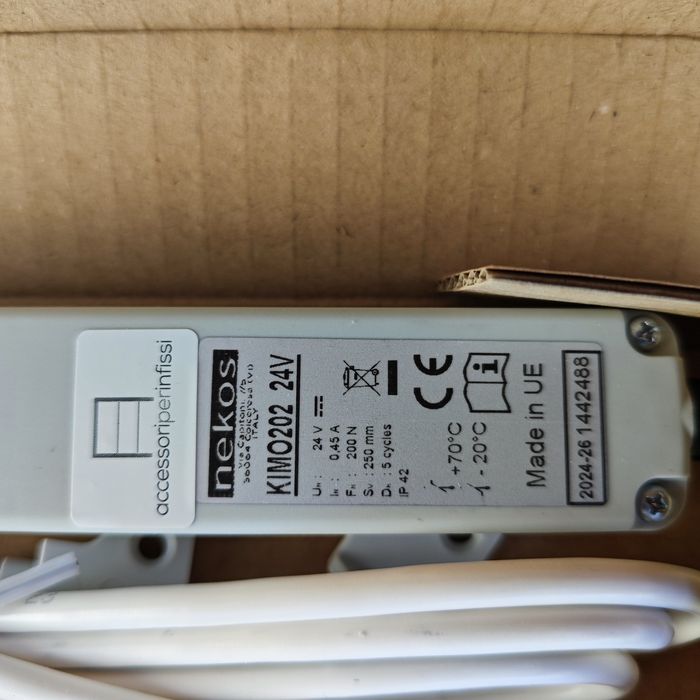 accessoriperinfissi
nekos
Via Capitoni, 7/5
36064 Colceresa (VI)
ITALY
KIMO202 24V
Uₙ: 24 V
Iₙ: 0,45 A
Fₙ: 200 N
Sᵥ: 250 mm
Dₙ: 5 cycles
IP 42
+70°C
- 20°C
CE
i
Made in UE
2024-26 1442488